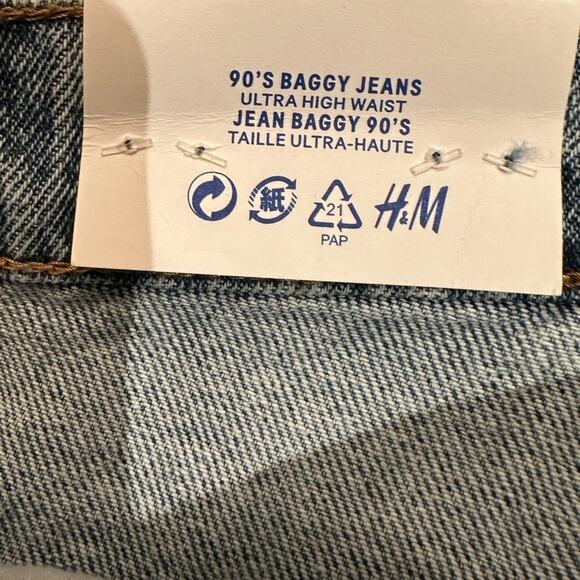 90'S BAGGY JEANS
ULTRA HIGH WAIST
JEAN BAGGY 90'S
TAILLE ULTRA-HAUTE
紙 21 H&M
PAP